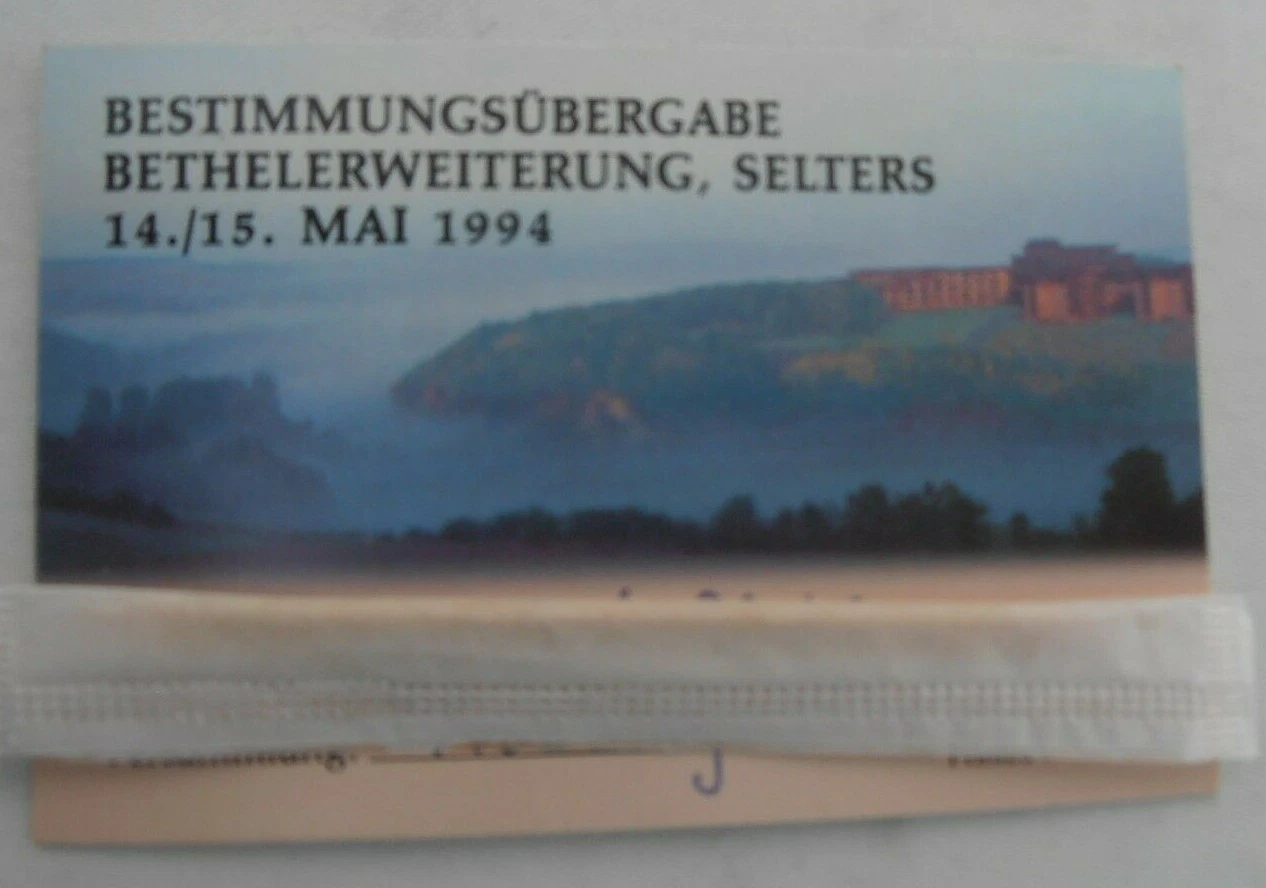 BESTIMMUNGSÜBERGABE
BETHELERWEITERUNG, SELTERS
14./15. MAI 1994